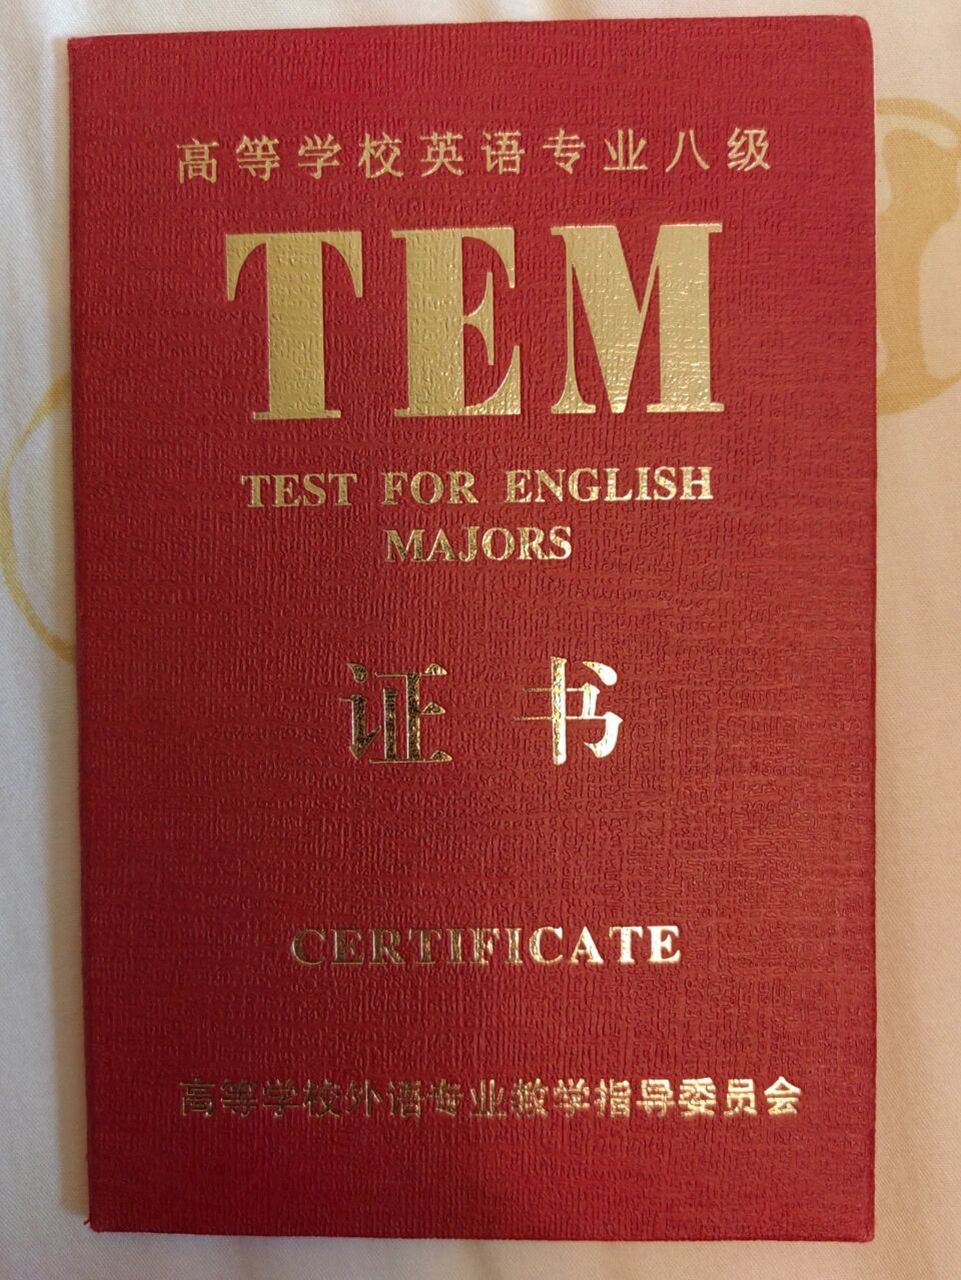 高等学校英语专业八级
TEM
TEST FOR ENGLISH
MAJORS
证书
CERTIFICATE
高等学校外语专业教学指导委员会